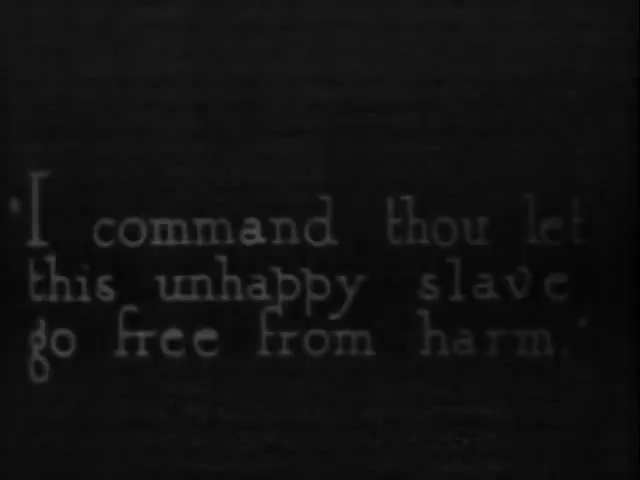 'I command thou let
this unhappy slave
go free from harm.'